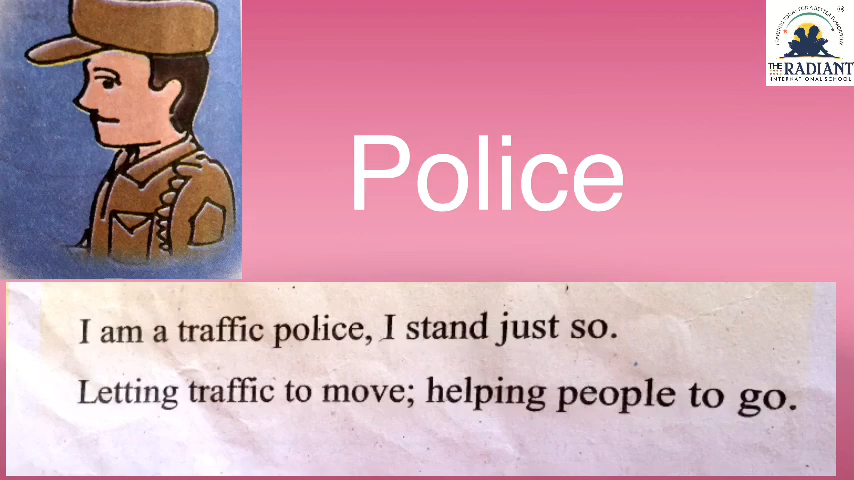 THE RADIANT
INTERNATIONAL SCHOOL
Police
I am a traffic police, I stand just so.
Letting traffic to move; helping people to go.